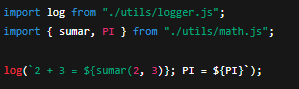 import log from "./utils/logger.js";
import { sumar, PI } from "./utils/math.js";
log(`2 + 3 = ${sumar(2, 3)}; PI = ${PI}`);